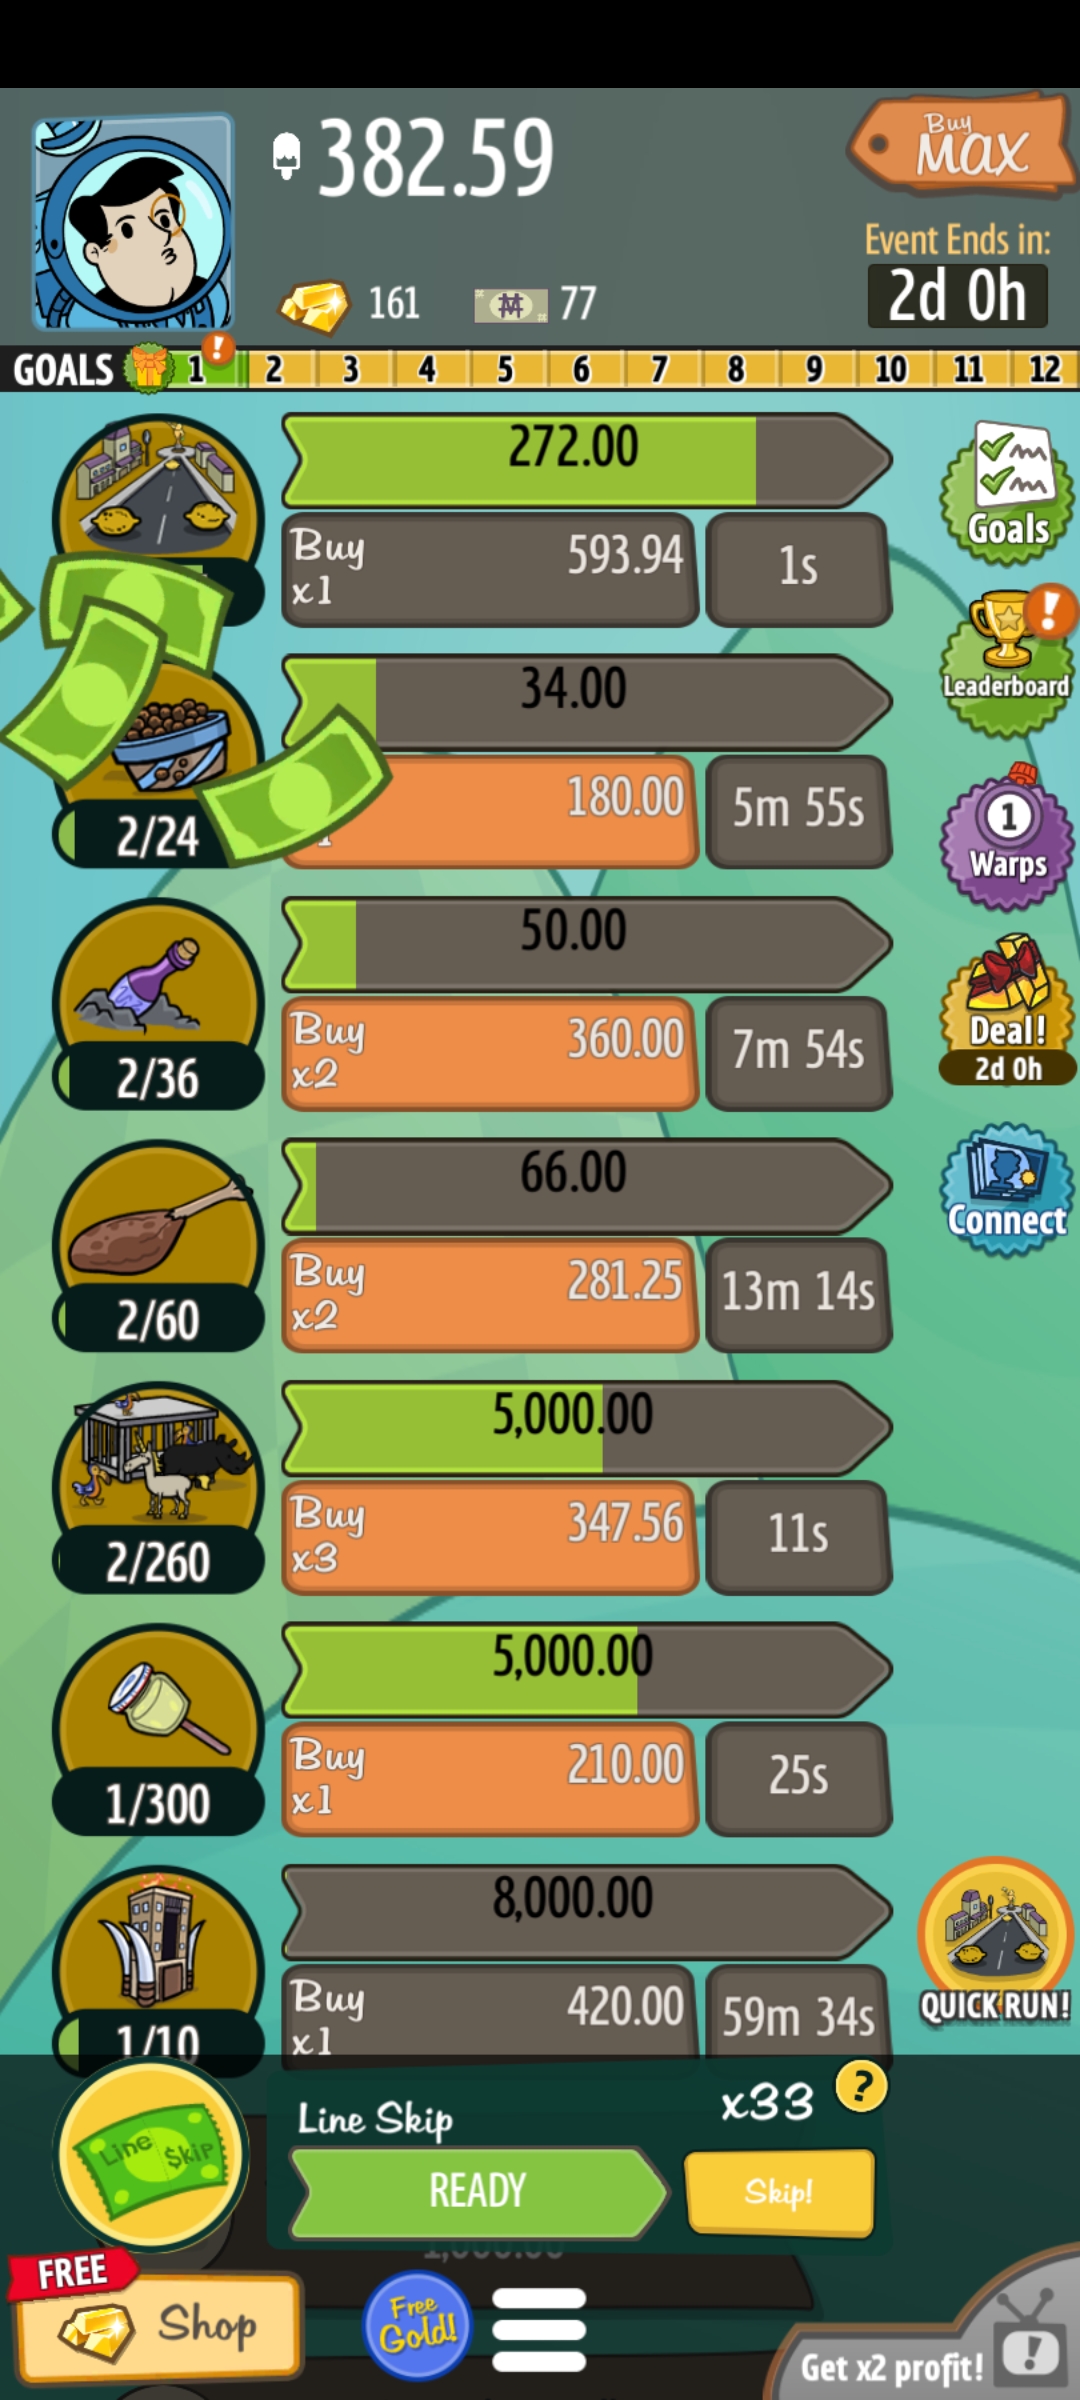 382.59
Buy
MAX
Event Ends in:
2d 0h
161
77
GOALS 1 ! 2 3 4 5 6 7 8 9 10 11 12
272.00
Buy
x1
593.94
1s
Goals
34.00
2/24
180.00
5m 55s
!
Leaderboard
50.00
2/36
Buy
x2
360.00
7m 54s
1
Warps
66.00
2/60
Buy
x2
281.25
13m 14s
Deal!
2d 0h
5,000.00
2/260
Buy
x3
347.56
11s
Connect
5,000.00
1/300
Buy
x1
210.00
25s
8,000.00
1/10
Buy
x1
420.00
59m 34s
QUICK RUN!
Line $kip
Line Skip
x33
?
READY
Skip!
FREE
Shop
Free
Gold!
Get x2 profit!
!